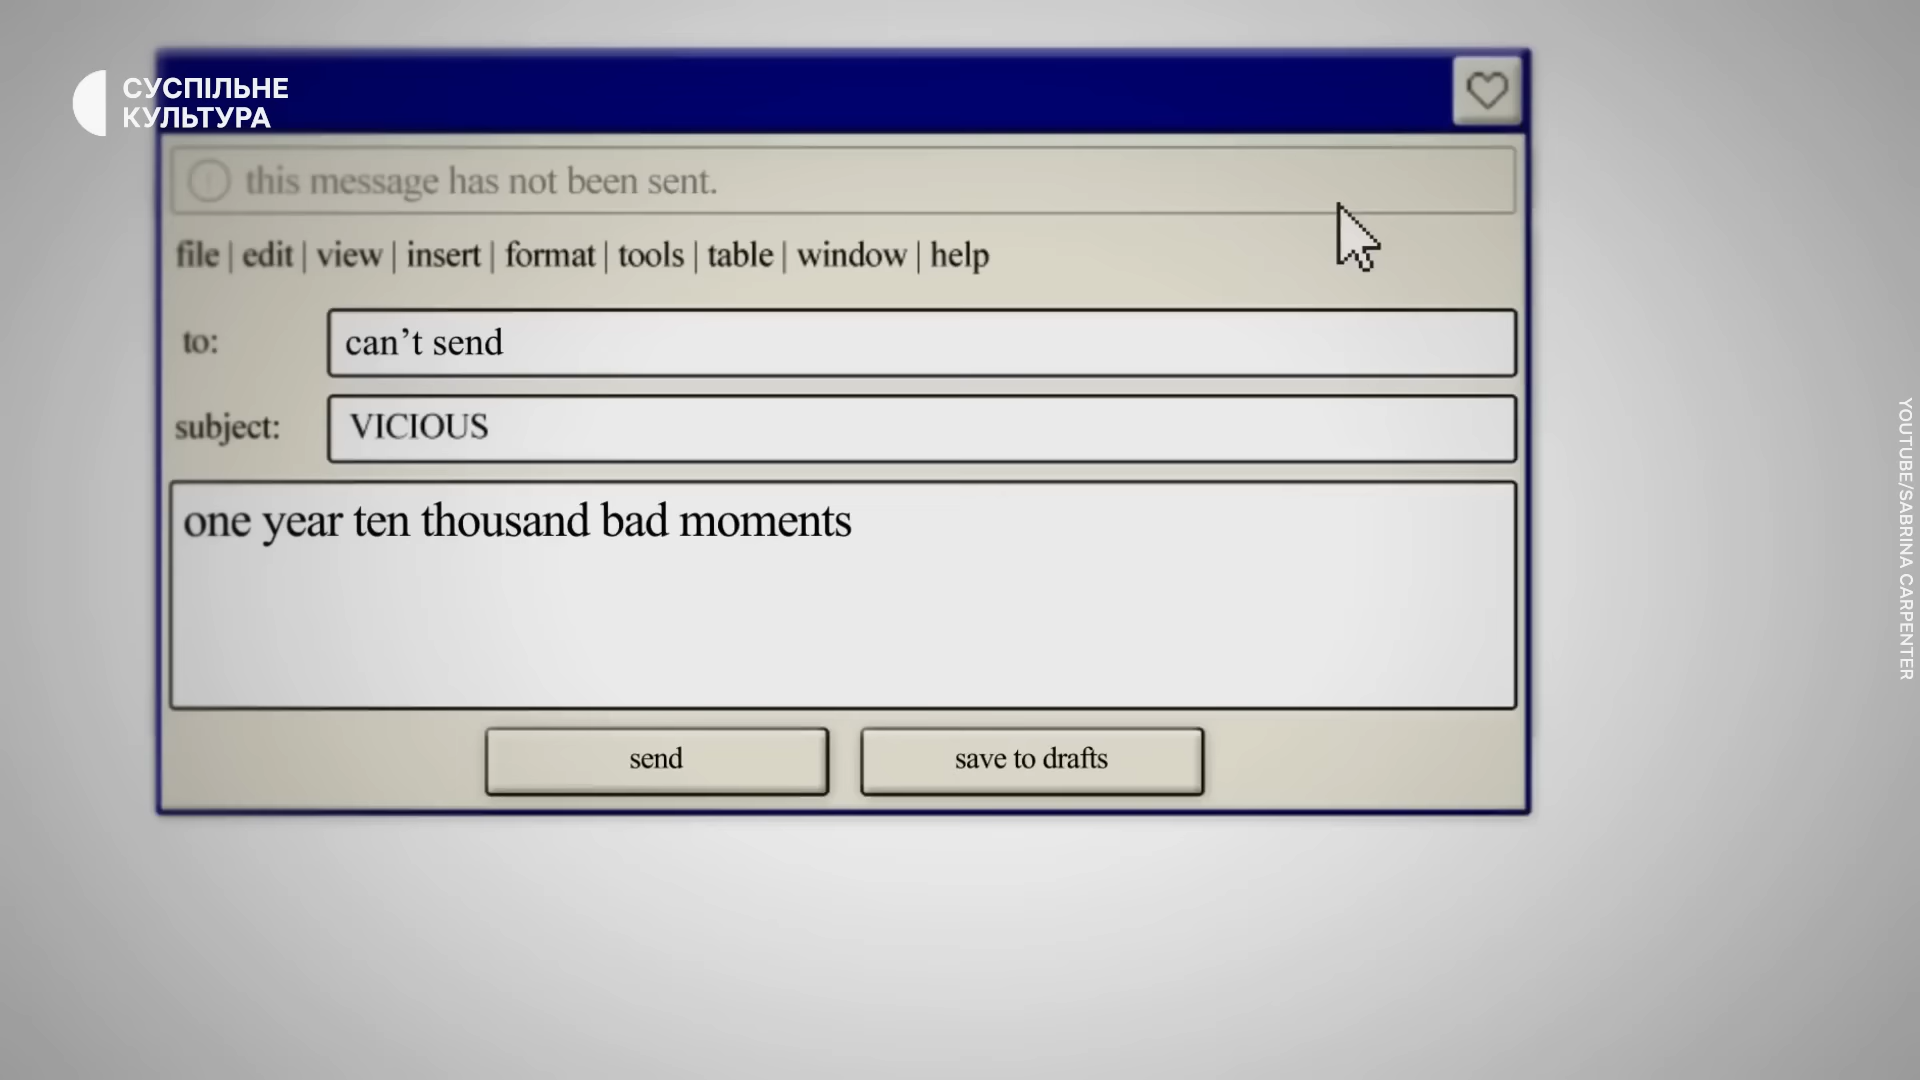 СУСПІЛЬНЕ
КУЛЬТУРА
this message has not been sent.
file | edit | view | insert | format | tools | table | window | help
to: can’t send
subject: VICIOUS
one year ten thousand bad moments
send
save to drafts
YOUTUBE/SABRINA CARPENTER